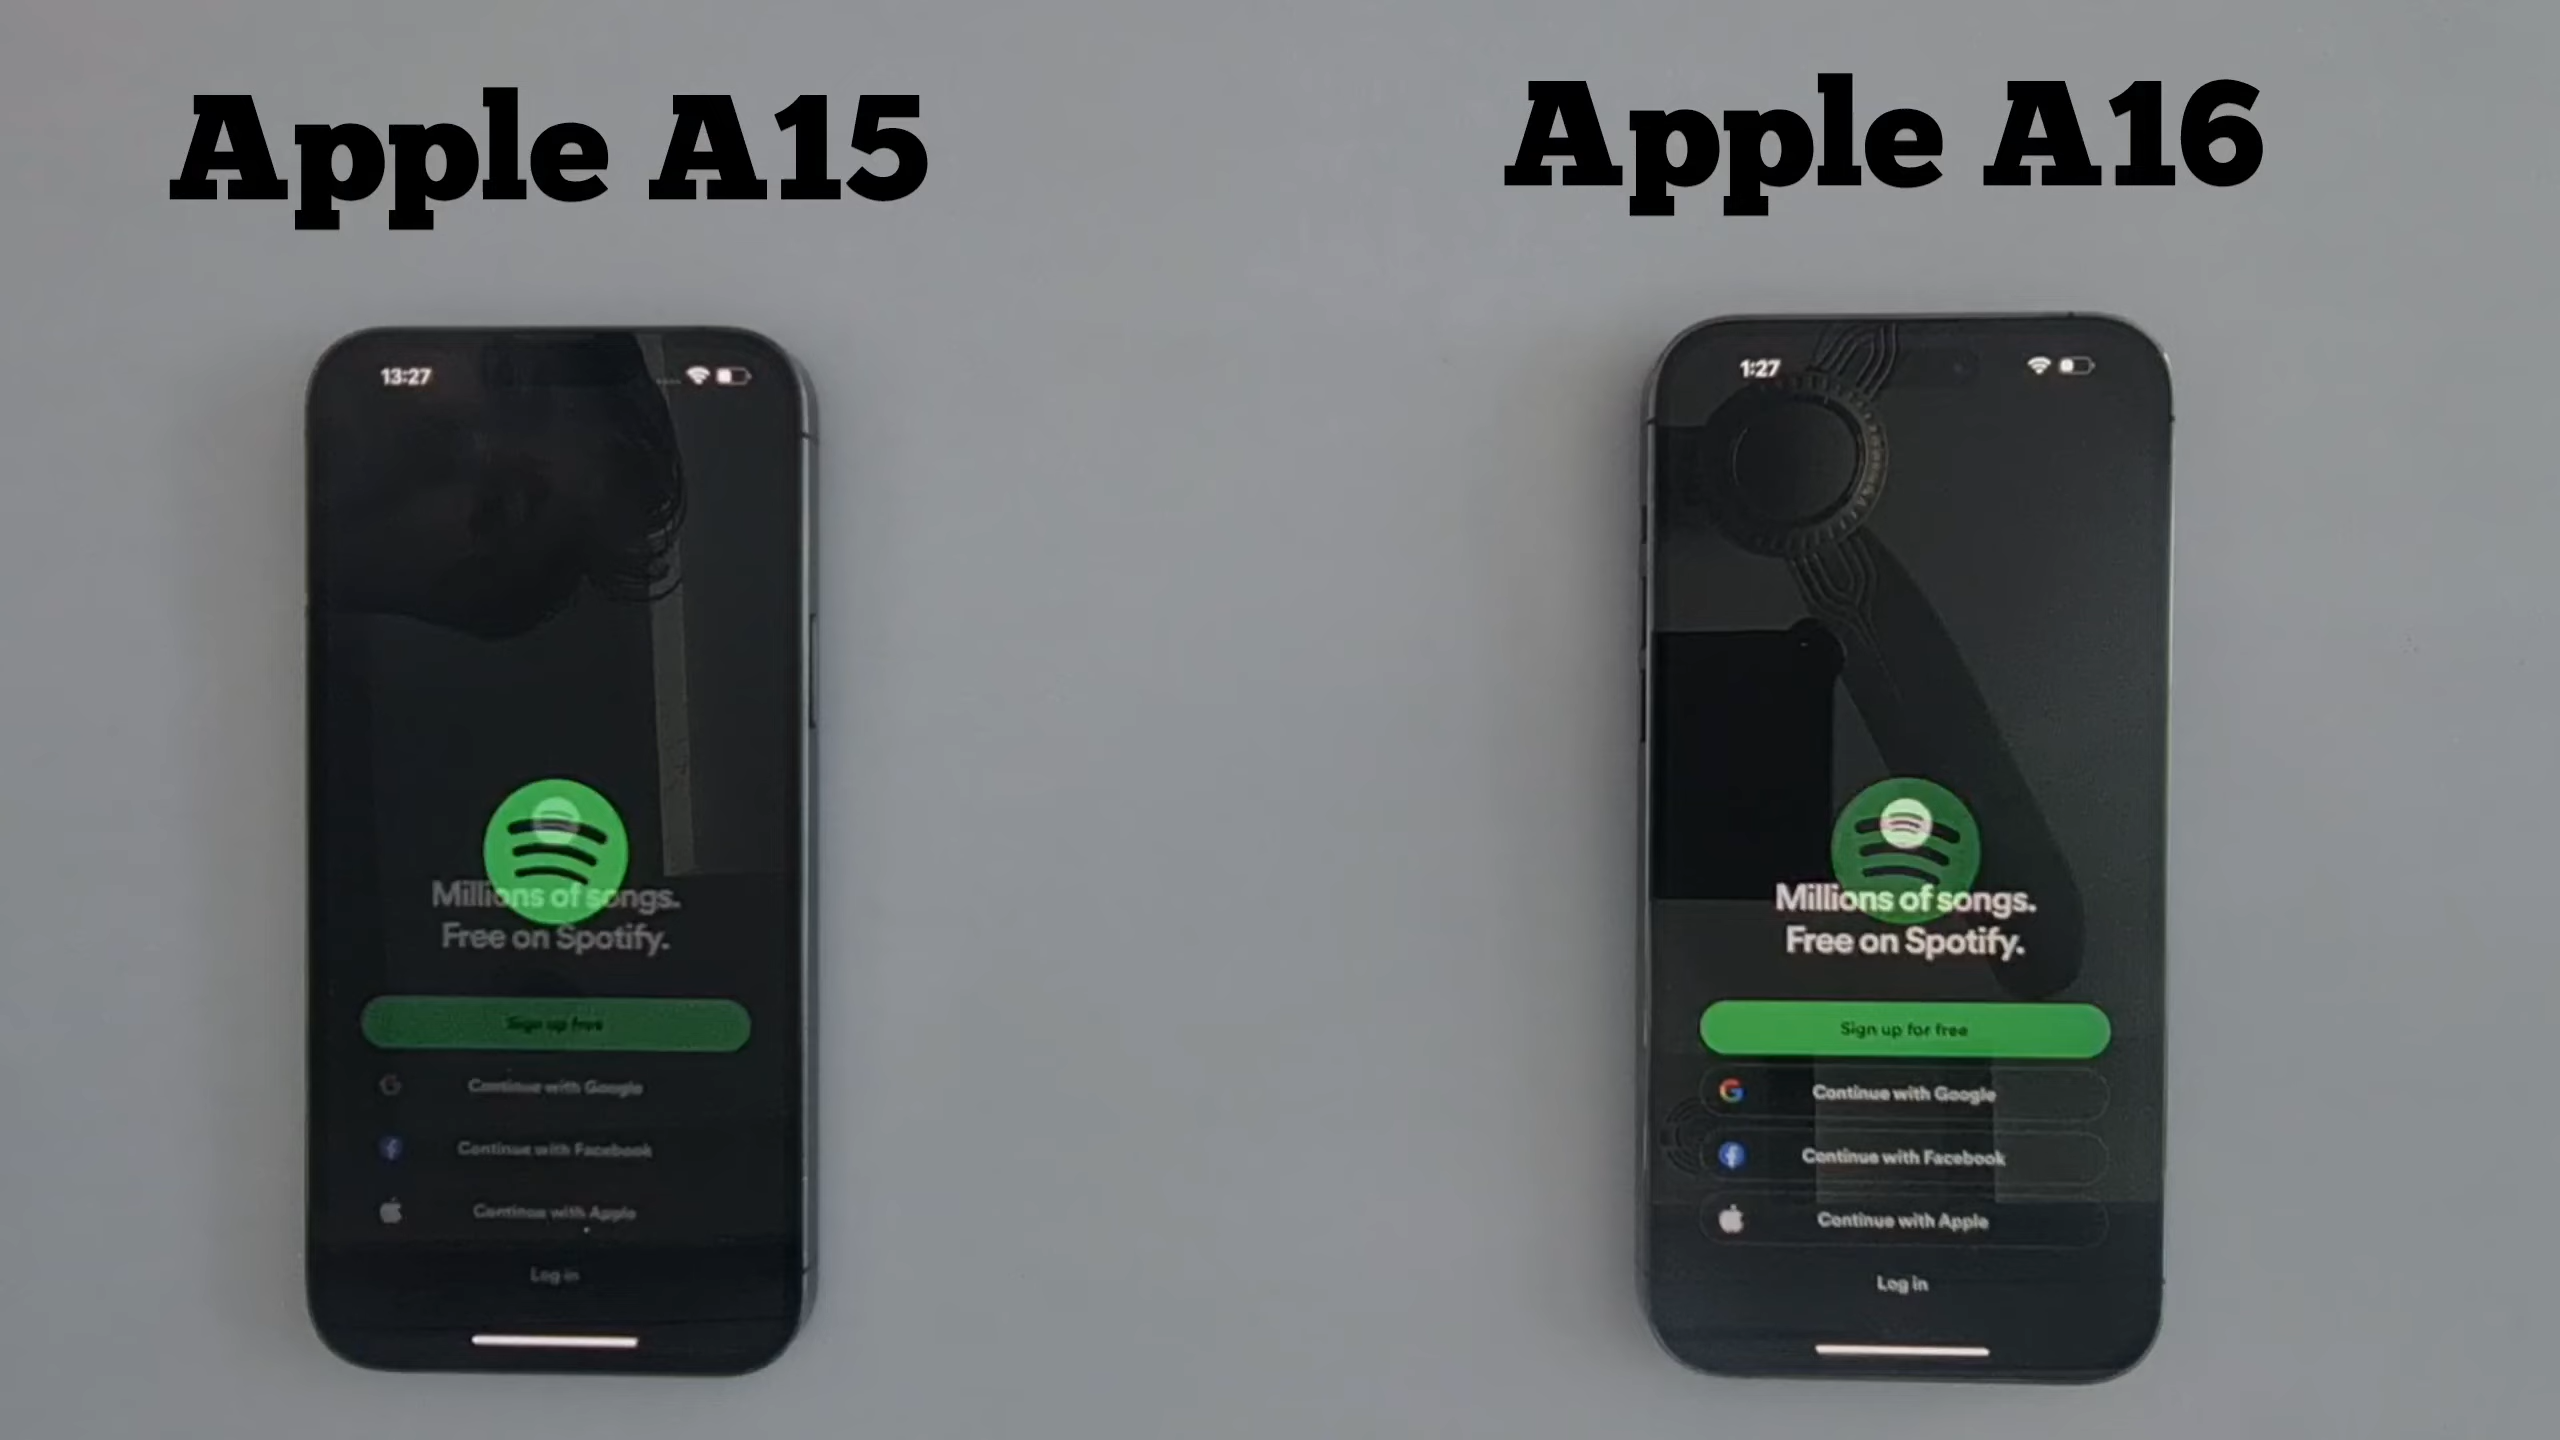 Apple A15
Apple A16
13:27
Millions of songs.
Free on Spotify.
Sign up free
Continue with Google
Continue with Facebook
Continue with Apple
Log in
1:27
Millions of songs.
Free on Spotify.
Sign up for free
Continue with Google
Continue with Facebook
Continue with Apple
Log in